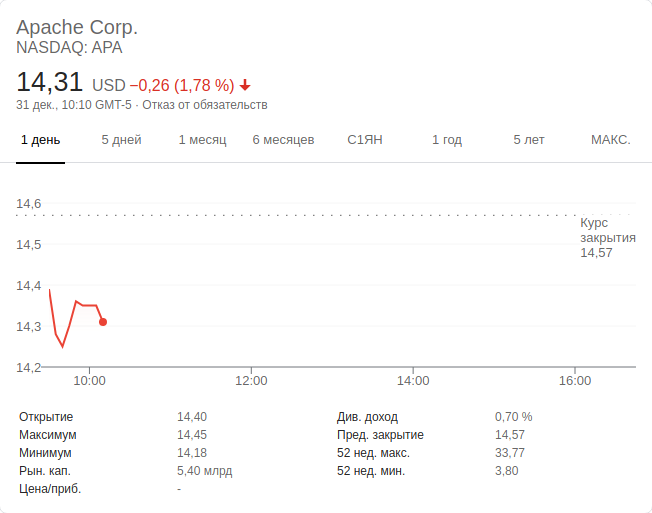 Apache Corp.
NASDAQ: APA
14,31 USD −0,26 (1,78 %)
31 дек., 10:10 GMT-5 · Отказ от обязательств
1 день 5 дней 1 месяц 6 месяцев С1ЯН 1 год 5 лет МАКС.
14,6
Курс
закрытия
14,5
14,57
14,4
14,3
14,2
10:00 12:00 14:00 16:00
Открытие 14,40 Див. доход 0,70 %
Максимум 14,45 Пред. закрытие 14,57
Минимум 14,18 52 нед. макс. 33,77
Рын. кап. 5,40 млрд 52 нед. мин. 3,80
Цена/приб. -